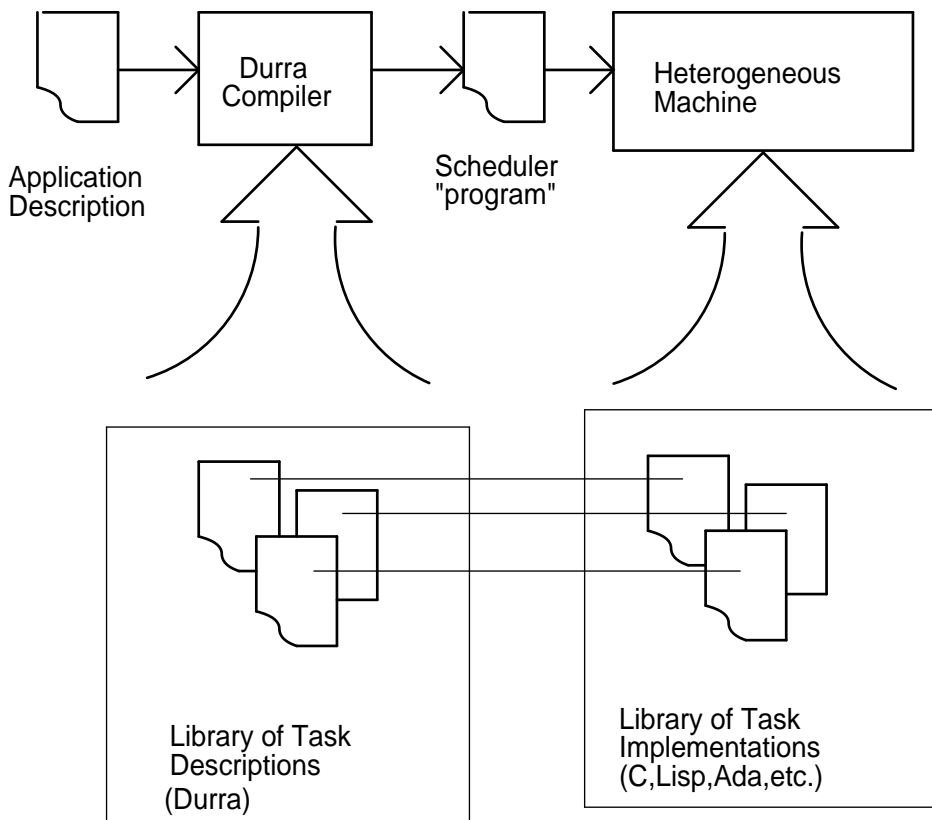 Durra
Compiler
Heterogeneous
Machine
Application
Description
Scheduler
"program"
Library of Task
Descriptions
(Durra)
Library of Task
Implementations
(C,Lisp,Ada,etc.)